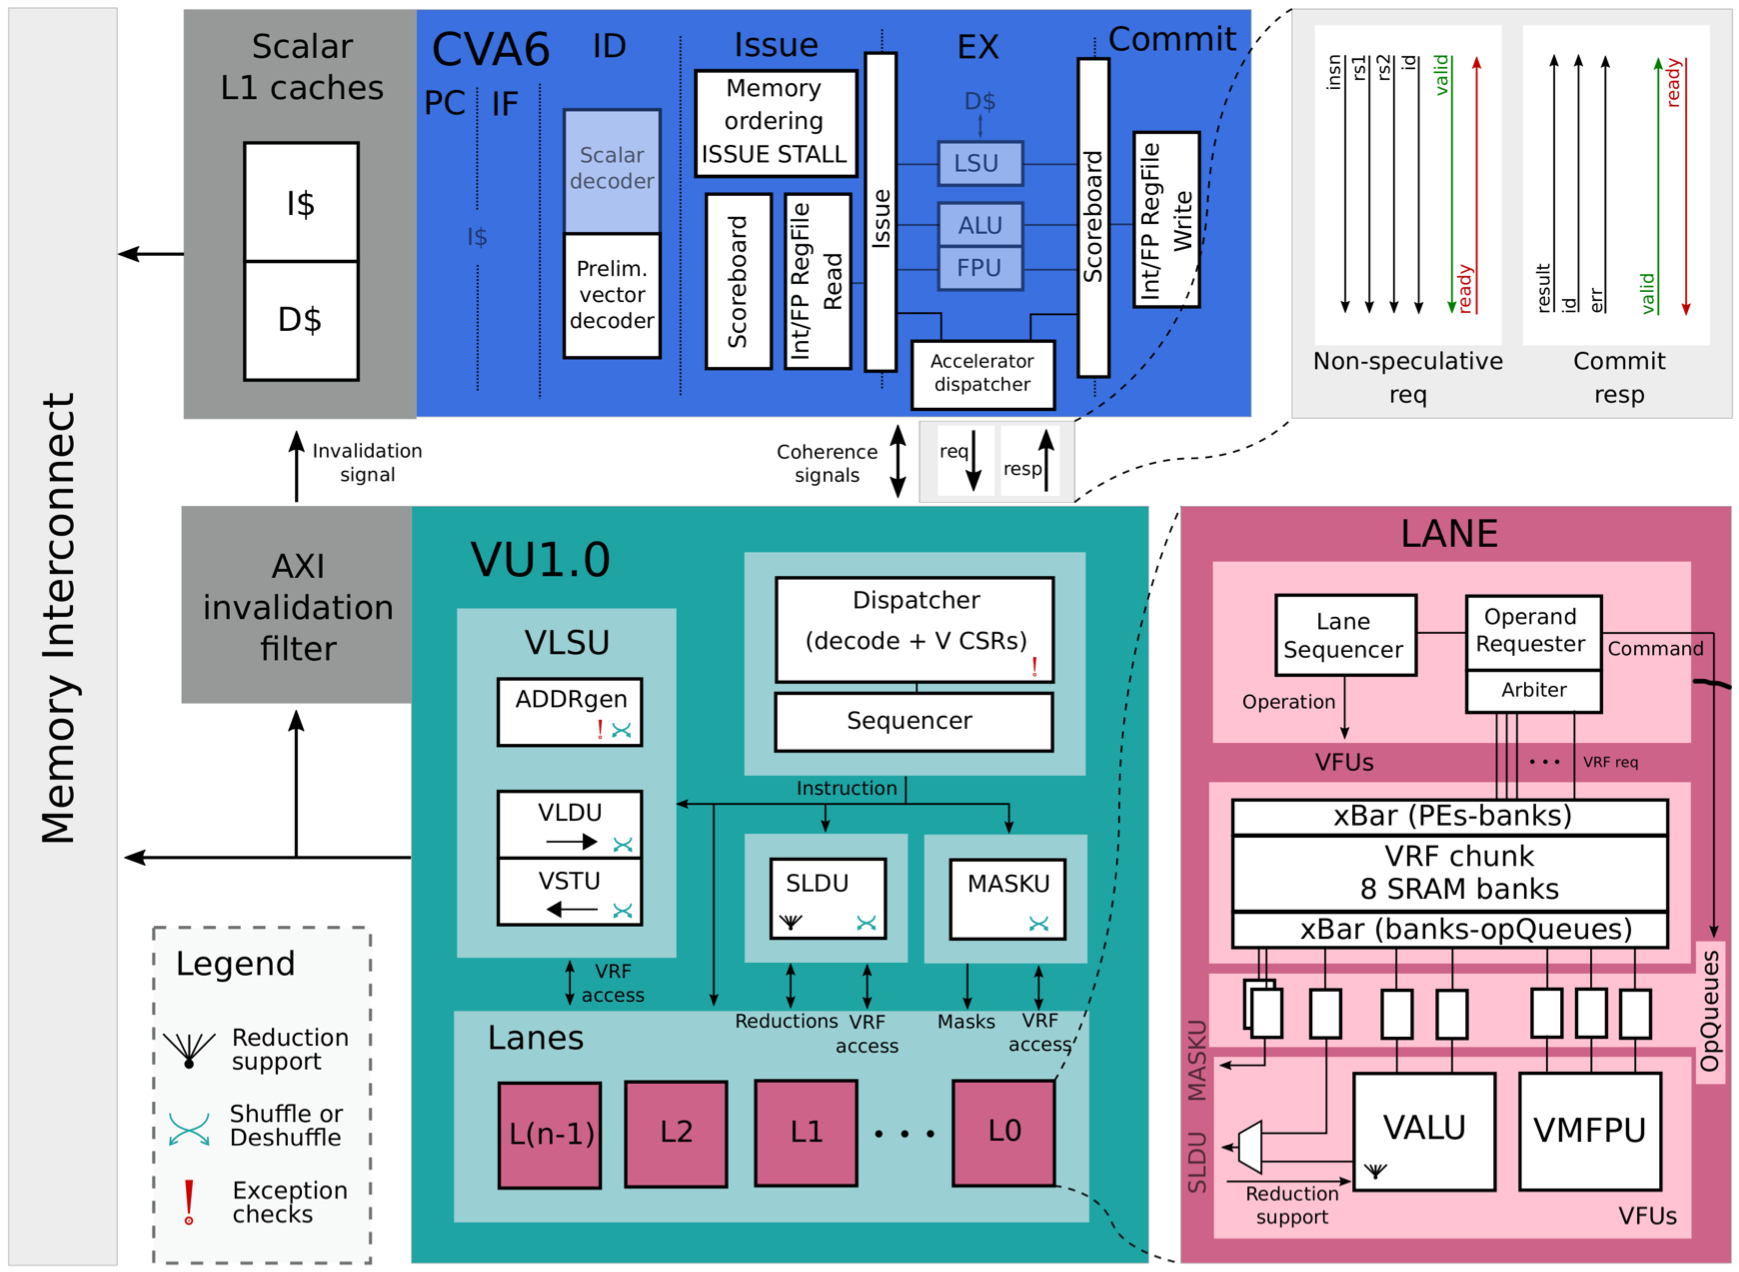 Memory Interconnect
Scalar
L1 caches
I$
D$
CVA6
PC
IF
I$
ID
Scalar
decoder
Prelim.
vector
decoder
Issue
Memory
ordering
ISSUE STALL
Scoreboard
Int/FP RegFile
Read
Issue
EX
D$
LSU
ALU
FPU
Accelerator
dispatcher
Scoreboard
Commit
Int/FP RegFile
Write
insn
rs1
rs2
id
valid
ready
Non-speculative
req
result
id
err
valid
ready
Commit
resp
Invalidation
signal
Coherence
signals
req
resp
AXI
invalidation
filter
VU1.0
VLSU
ADDRgen
!
VLDU
VSTU
Dispatcher
(decode + V CSRs)
!
Sequencer
Instruction
SLDU
MASKU
VRF
access
Reductions
VRF
access
Masks
VRF
access
Lanes
L(n-1)
L2
L1
L0
LANE
Lane
Sequencer
Operand
Requester
Arbiter
Command
Operation
VFUs
VRF req
xBar (PEs-banks)
VRF chunk
8 SRAM banks
xBar (banks-opQueues)
OpQueues
MASKU
SLDU
VALU
VMFPU
Reduction
support
VFUs
Legend
Reduction
support
Shuffle or
Deshuffle
!
Exception
checks